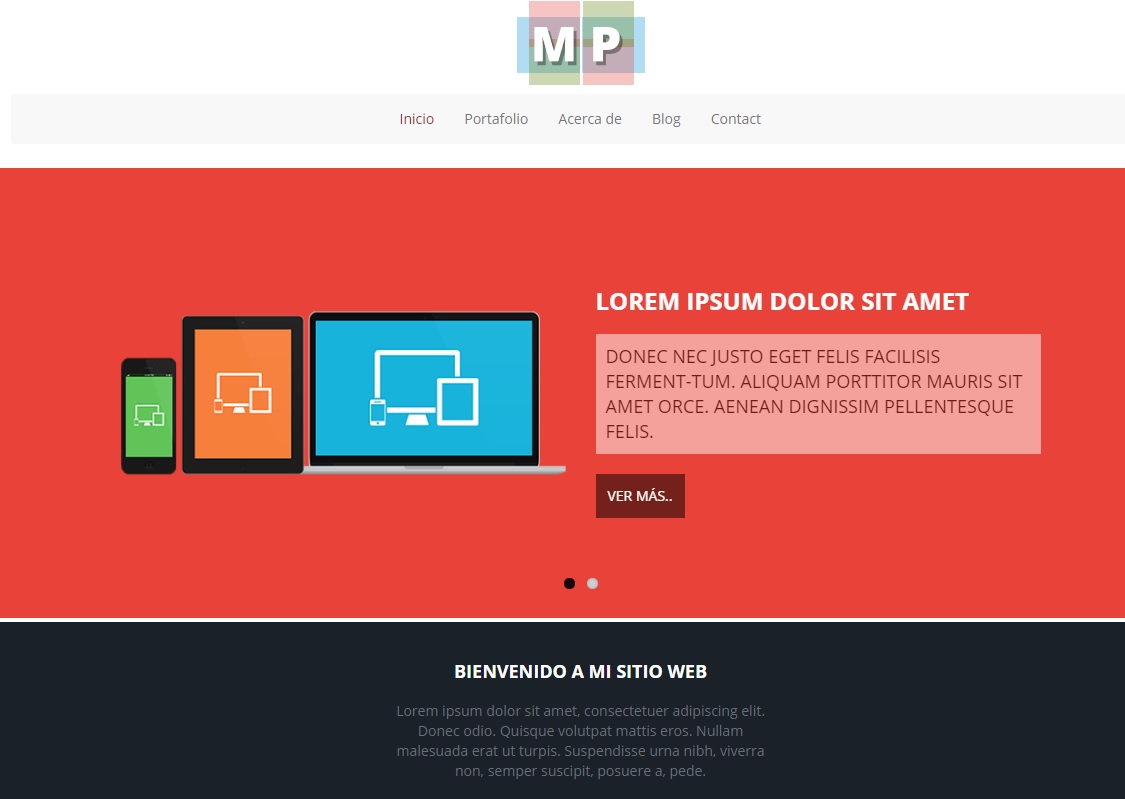 MP
Inicio Portafolio Acerca de Blog Contact
LOREM IPSUM DOLOR SIT AMET
DONEC NEC JUSTO EGET FELIS FACILISIS
FERMENT-TUM. ALIQUAM PORTTITOR MAURIS SIT
AMET ORCE. AENEAN DIGNISSIM PELLENTESQUE
FELIS.
VER MÁS..
BIENVENIDO A MI SITIO WEB
Lorem ipsum dolor sit amet, consectetuer adipiscing elit.
Donec odio. Quisque volutpat mattis eros. Nullam
malesuada erat ut turpis. Suspendisse urna nibh, viverra
non, semper suscipit, posuere a, pede.